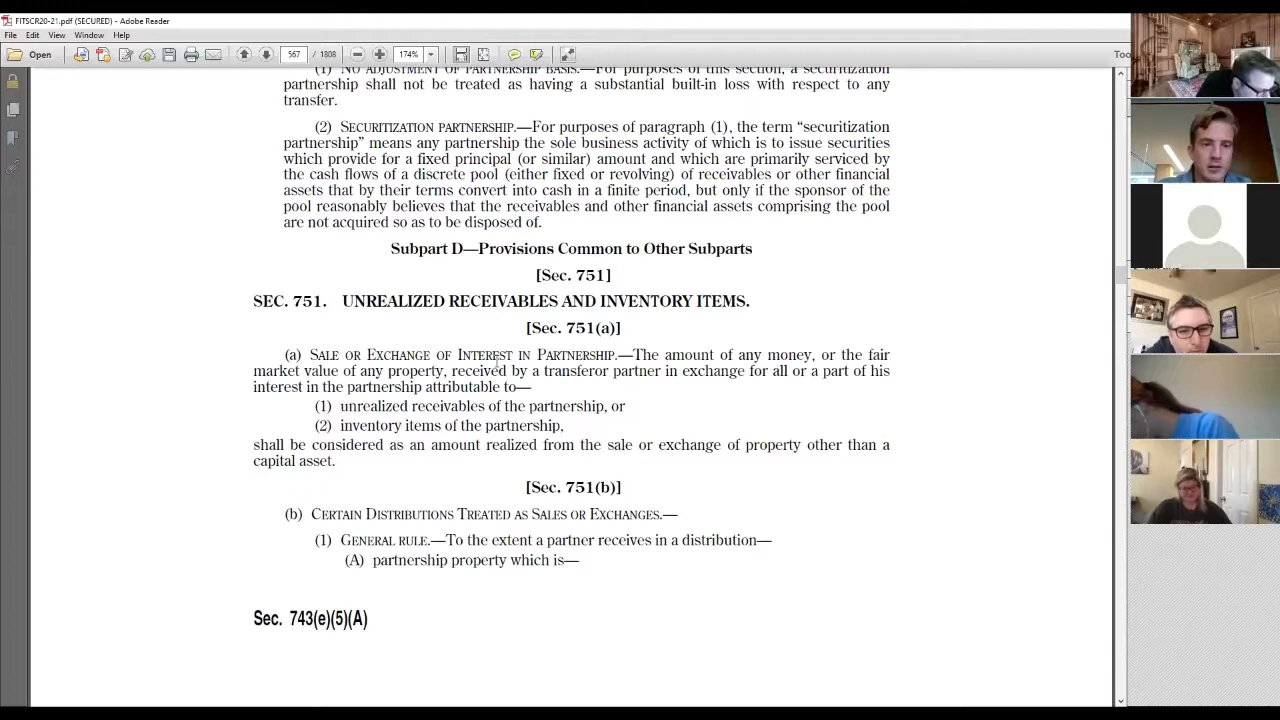 FITSCR20-21.pdf (SECURED) - Adobe Reader
File Edit View Window Help
Open 567 / 1808 174% Too
(1) NO ADJUSTMENT OF PARTNERSHIP BASIS.—For purposes of this section, a securitization
partnership shall not be treated as having a substantial built-in loss with respect to any
transfer.
(2) SECURITIZATION PARTNERSHIP.—For purposes of paragraph (1), the term “securitization
partnership” means any partnership the sole business activity of which is to issue securities
which provide for a fixed principal (or similar) amount and which are primarily serviced by
the cash flows of a discrete pool (either fixed or revolving) of receivables or other financial
assets that by their terms convert into cash in a finite period, but only if the sponsor of the
pool reasonably believes that the receivables and other financial assets comprising the pool
are not acquired so as to be disposed of.
Subpart D—Provisions Common to Other Subparts
[Sec. 751]
SEC. 751. UNREALIZED RECEIVABLES AND INVENTORY ITEMS.
[Sec. 751(a)]
(a) SALE OR EXCHANGE OF INTEREST IN PARTNERSHIP.—The amount of any money, or the fair
market value of any property, received by a transferor partner in exchange for all or a part of his
interest in the partnership attributable to—
(1) unrealized receivables of the partnership, or
(2) inventory items of the partnership,
shall be considered as an amount realized from the sale or exchange of property other than a
capital asset.
[Sec. 751(b)]
(b) CERTAIN DISTRIBUTIONS TREATED AS SALES OR EXCHANGES.—
(1) GENERAL RULE.—To the extent a partner receives in a distribution—
(A) partnership property which is—
Sec. 743(e)(5)(A)